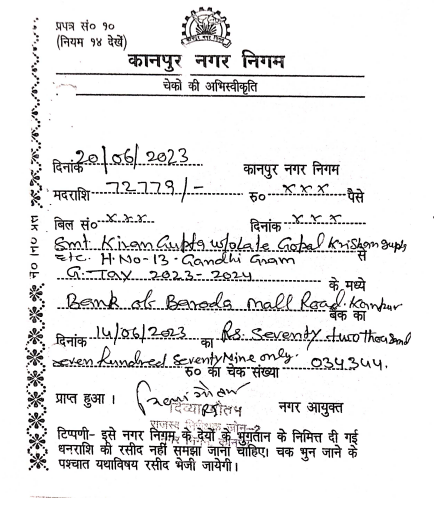 प्रपत्र सं० १०
(नियम १४ देखें)
कानपुर नगर निगम
चेकों की अभिस्वीकृति
दिनांक 20/06/2023 कानपुर नगर निगम
मदराशि 72779/- रु० xxx पैसे
बिल सं० xxx दिनांक xxx
Smt Kiran Gupta w/o Late Gopal Krishan Gupta से
Etc. H.No-13-Gandhi Gram
G. Tax 2023-2024 के, मध्ये
Bank ob Baroda Mall Road. Kanpur बैंक का
दिनांक 14/06/2023 का Rs. Seventy two thousand
seven hundred seventy Nine only. रु० का चेक संख्या 034344.
प्राप्त हुआ ।
नगर आयुक्त
टिप्पणी- इसे नगर निगम के देयों के भुगतान के निमित्त दी गई
धनराशि की रसीद नहीं समझा जाना चाहिए। चक भुन जाने के
पश्चात यथाविषय रसीद भेजी जायेगी।